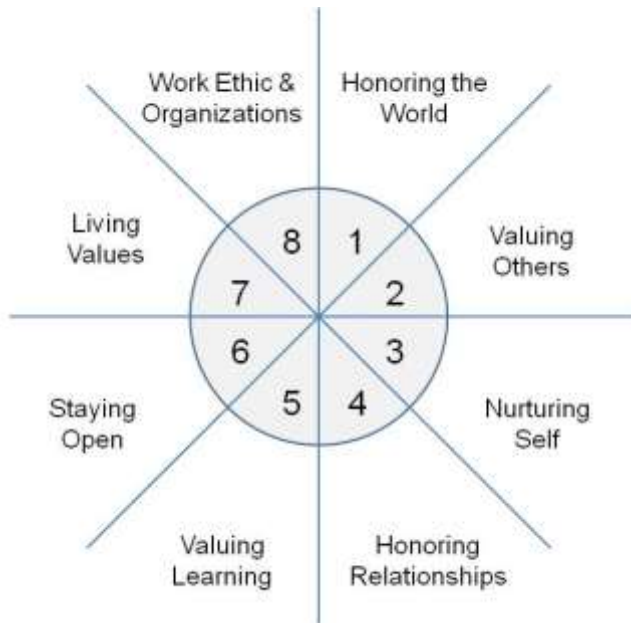 Work Ethic &
Organizations
Honoring the
World
Living
Values
Valuing
Others
8
1
7
2
6
3
5
4
Staying
Open
Nurturing
Self
Valuing
Learning
Honoring
Relationships